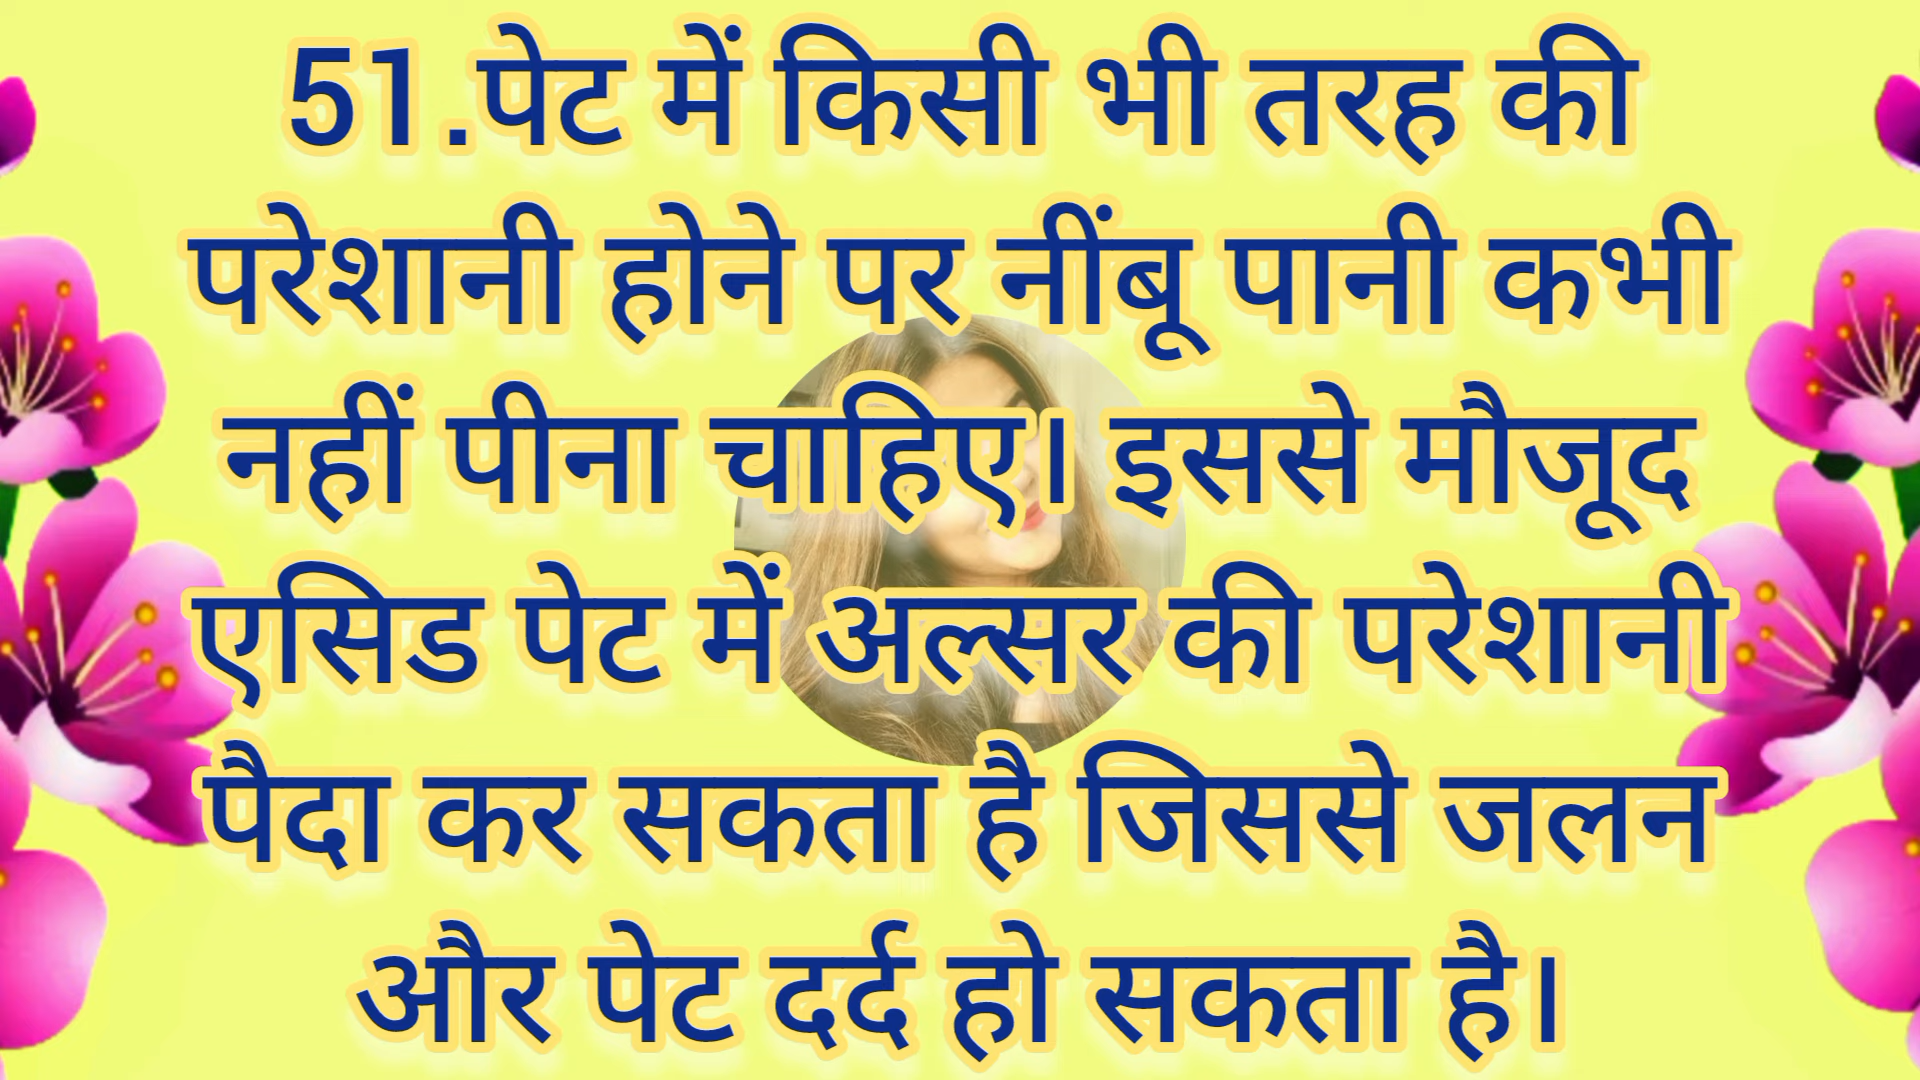 51.पेट में किसी भी तरह की
परेशानी होने पर नींबू पानी कभी
नहीं पीना चाहिए। इससे मौजूद
एसिड पेट में अल्सर की परेशानी
पैदा कर सकता है जिससे जलन
और पेट दर्द हो सकता है।